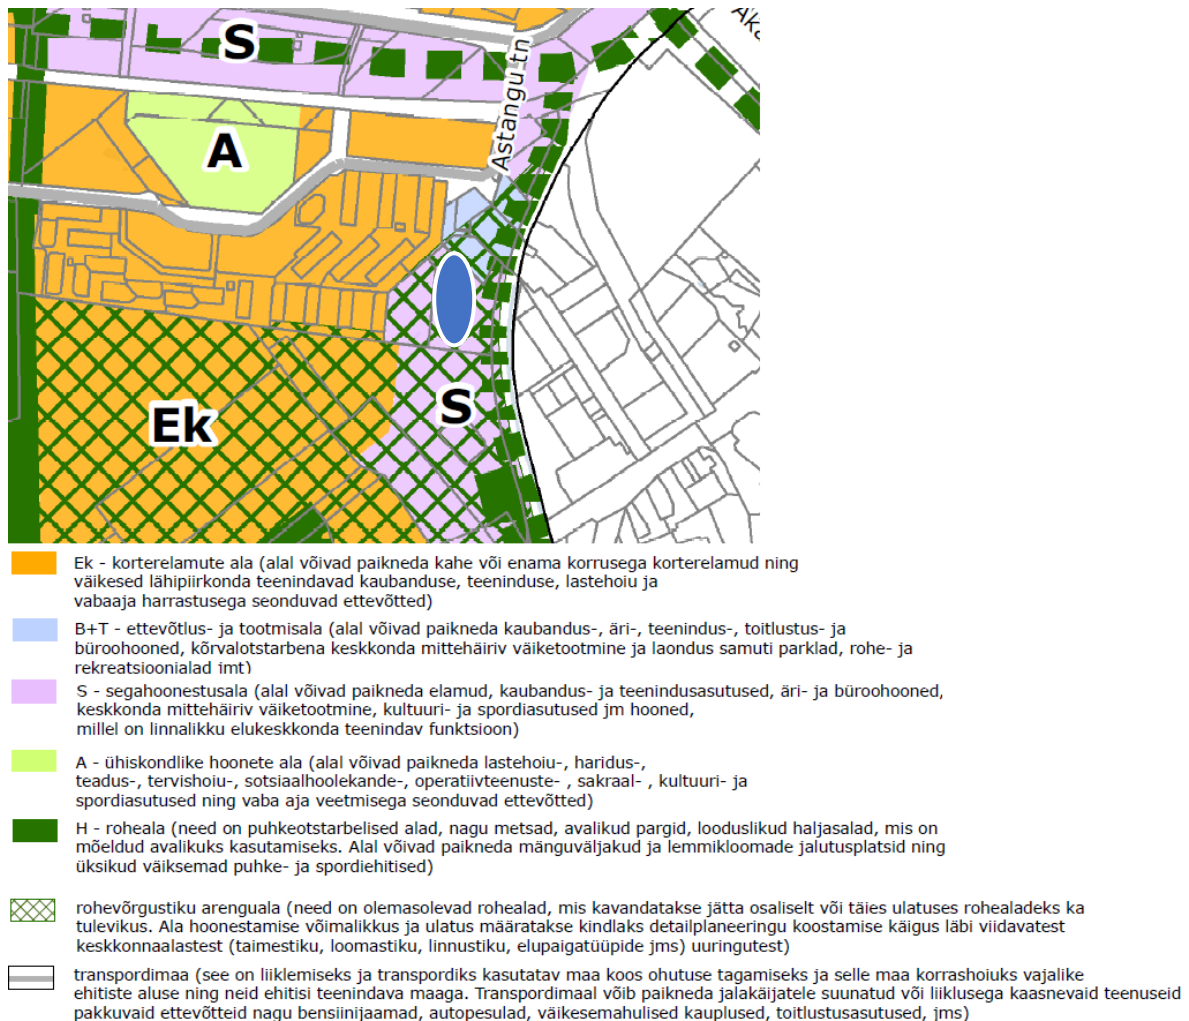 S
Astangu tn
A
Ek
S
Ek - korterelamute ala (alal võivad paikneda kahe või enama korrusega korterelamud ning
väikesed lähipiirkonda teenindavad kaubanduse, teeninduse, lastehoiu ja
vabaaja harrastusega seonduvad ettevõtted)
B+T - ettevõtlus- ja tootmisala (alal võivad paikneda kaubandus-, äri-, teenindus-, toitlustus- ja
büroohooned, kõrvalotstarbena keskkonda mittehäiriv väiketootmine ja laondus samuti parklad, rohe- ja
rekreatsioonialad jmt)
S - segahoonestusala (alal võivad paikneda elamud, kaubandus- ja teenindusasutused, äri- ja bürohooned,
keskkonda mittehäiriv väiketootmine, kultuuri- ja spordiasutused jm hooned,
millel on linnalikku elukeskkonda teenindav funktsioon)
A - ühiskondlike hoonete ala (alal võivad paikneda lastehoiu-, haridus-,
teadus-, tervishoiu-, sotsiaalhoolekande-, operatiivteenuste- , sakraal- , kultuuri- ja
spordiasutused ning vaba aja veetmisega seonduvad ettevõtted)
H - roheala (need on puhkeotstarbelised alad, nagu metsad, avalikud pargid, looduslikud haljasalad, mis on
mõeldud avalikuks kasutamiseks. Alal võivad paikneda mänguväljakud ja lemmikloomade jalutusplatsid ning
üksikud väiksemad puhke- ja spordiehitised)
rohevõrgustiku arenguala (need on olemasolevad rohealad, mis kavandatakse jätta osaliselt või täies ulatuses rohealadeks ka
tulevikus. Ala hoonestamise võimalikkus ja ulatus määratakse kindlaks detailplaneeringu koostamise käigus läbi viidavatest
keskkonnaalastest (taimestiku, loomastiku, linnustiku, elupaigatüüpide jms) uuringutest)
transpordimaa (see on liiklemiseks ja transpordiks kasutatav maa koos ohutuse tagamiseks ja selle maa korrashoiuks vajalike
ehitiste aluse ning neid ehitisi teenindava maaga. Transpordimaal võib paikneda jalakäijatele suunatud või liiklusega kaasnevaid teenuseid
pakkuvaid ettevõtteid nagu bensiinijaamad, autopesulad, väikesemahulised kauplused, toitlustusasutused, jms)